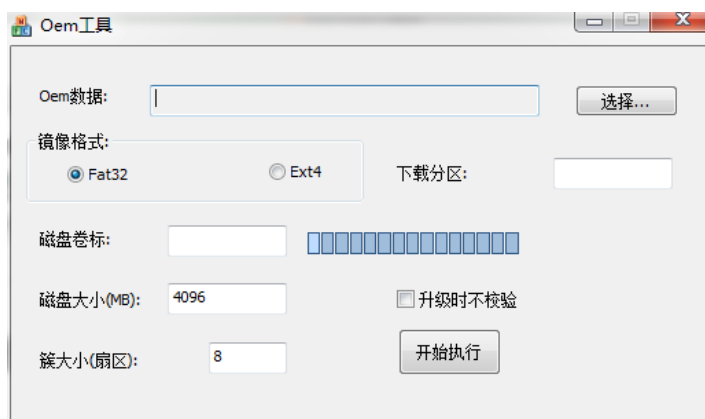 Oem工具
Oem数据:
选择...
镜像格式:
Fat32
Ext4
下载分区:
磁盘卷标:
磁盘大小(MB):
4096
升级时不校验
簇大小(扇区):
8
开始执行